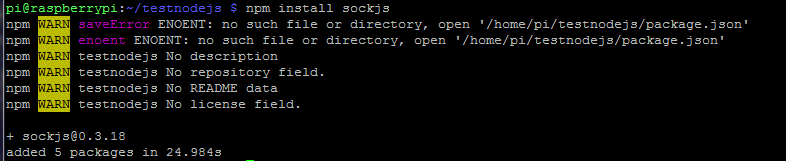 pi@raspberrypi:~/testnodejs $ npm install sockjs
npm WARN saveError ENOENT: no such file or directory, open '/home/pi/testnodejs/package.json'
npm WARN enoent ENOENT: no such file or directory, open '/home/pi/testnodejs/package.json'
npm WARN testnodejs No description
npm WARN testnodejs No repository field.
npm WARN testnodejs No README data
npm WARN testnodejs No license field.
+ sockjs@0.3.18
added 5 packages in 24.984s